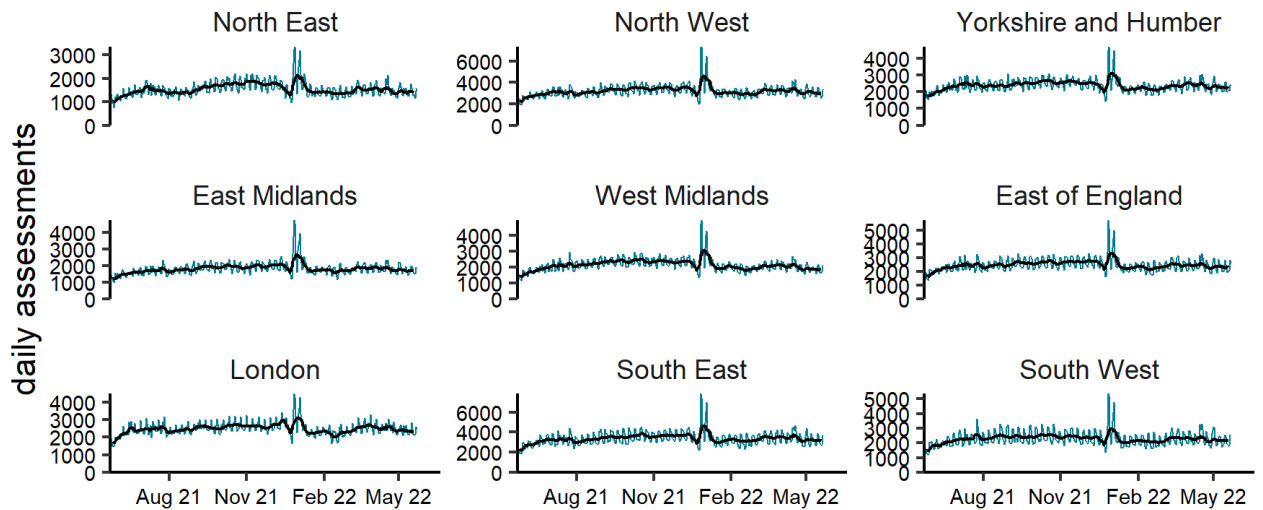 North East North West Yorkshire and Humber
3000 6000 4000
2000 4000 3000
1000 2000 2000
0 0 1000
0
daily assessments
East Midlands West Midlands East of England
4000 4000 5000
3000 3000 4000
2000 2000 3000
1000 1000 2000
0 0 1000
0
London South East South West
4000 6000 5000
3000 4000 4000
2000 2000 3000
1000 0 2000
0 1000
0
Aug 21 Nov 21 Feb 22 May 22 Aug 21 Nov 21 Feb 22 May 22 Aug 21 Nov 21 Feb 22 May 22